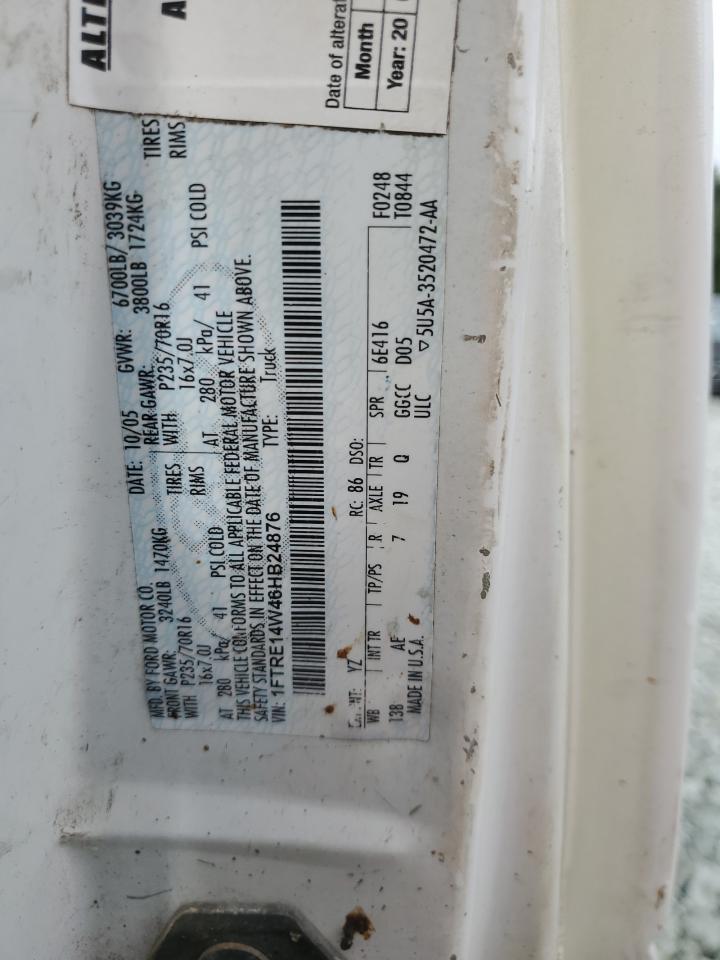 ALT
A
Date of alterat
Month
Year: 20
MFD. BY FORD MOTOR CO.
DATE: 10/05 GVWR: 6700LB/ 3039KG
FRONT GAWR: 3240LB 1470KG
REAR GAWR: 3800LB 1724KG
WITH P235/70R16 TIRES WITH P235/70R16 TIRES
16x7.0J RIMS 16x7.0J RIMS
AT 280 kPa/ 41 PSI COLD AT 280 kPa/ 41 PSI COLD
THIS VEHICLE CONFORMS TO ALL APPLICABLE FEDERAL MOTOR VEHICLE
SAFETY STANDARDS IN EFFECT ON THE DATE OF MANUFACTURE SHOWN ABOVE.
VIN: 1FTRE14W46HB24876 TYPE: Truck
YZ RC: 86 DSO: F0248
WB INT TR TP/PS R AXLE TR SPR 6E416 T0844
138 AE 7 19 Q GGCC D05
MADE IN U.S.A. ULC ▽5U5A-3520472-AA